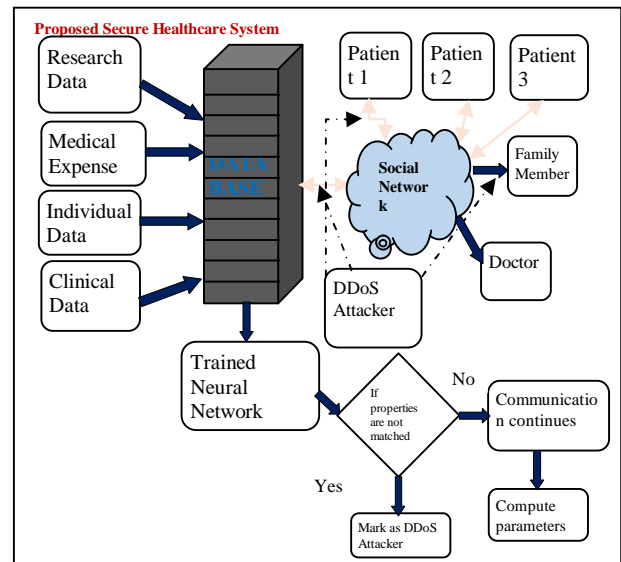 Proposed Secure Healthcare System
Research
Data
Medical
Expense
Individual
Data
Clinical
Data
DATA
BASE
Patien
t 1
Patien
t 2
Patient
3
Social
Networ
k
Family
Member
Doctor
DDoS
Attacker
Trained
Neural
Network
If
properties
are not
matched
No
Communicatio
n continues
Yes
Mark as DDoS
Attacker
Compute
parameters